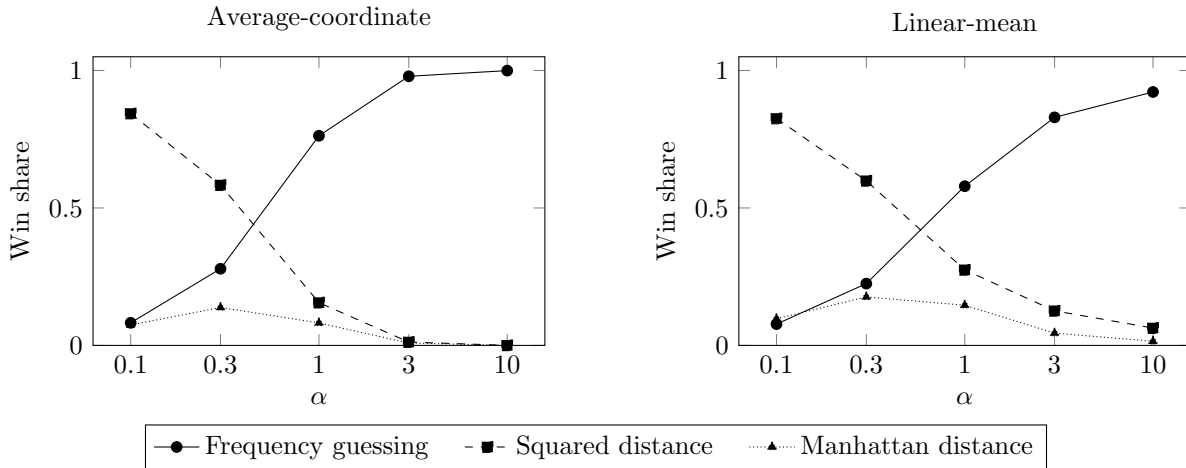 Average-coordinate
1
0.5
0
Win share
0.1 0.3 1 3 10
α
Linear-mean
1
0.5
0
Win share
0.1 0.3 1 3 10
α
Frequency guessing Squared distance Manhattan distance